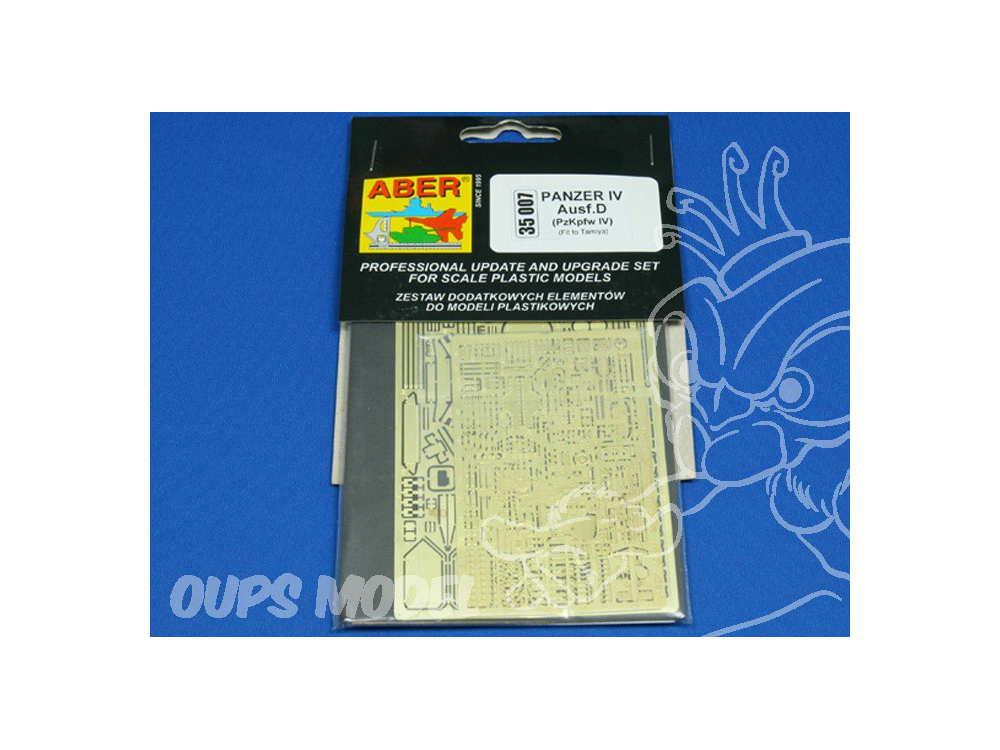 ABER®
SINCE 1995
35 007
PANZER IV
Ausf.D
(PzKpfw IV)
(Fit to Tamiya)
PROFESSIONAL UPDATE AND UPGRADE SET
FOR SCALE PLASTIC MODELS
ZESTAW DODATKOWYCH ELEMENTÓW
DO MODELI PLASTIKOWYCH
OUPS MODEL